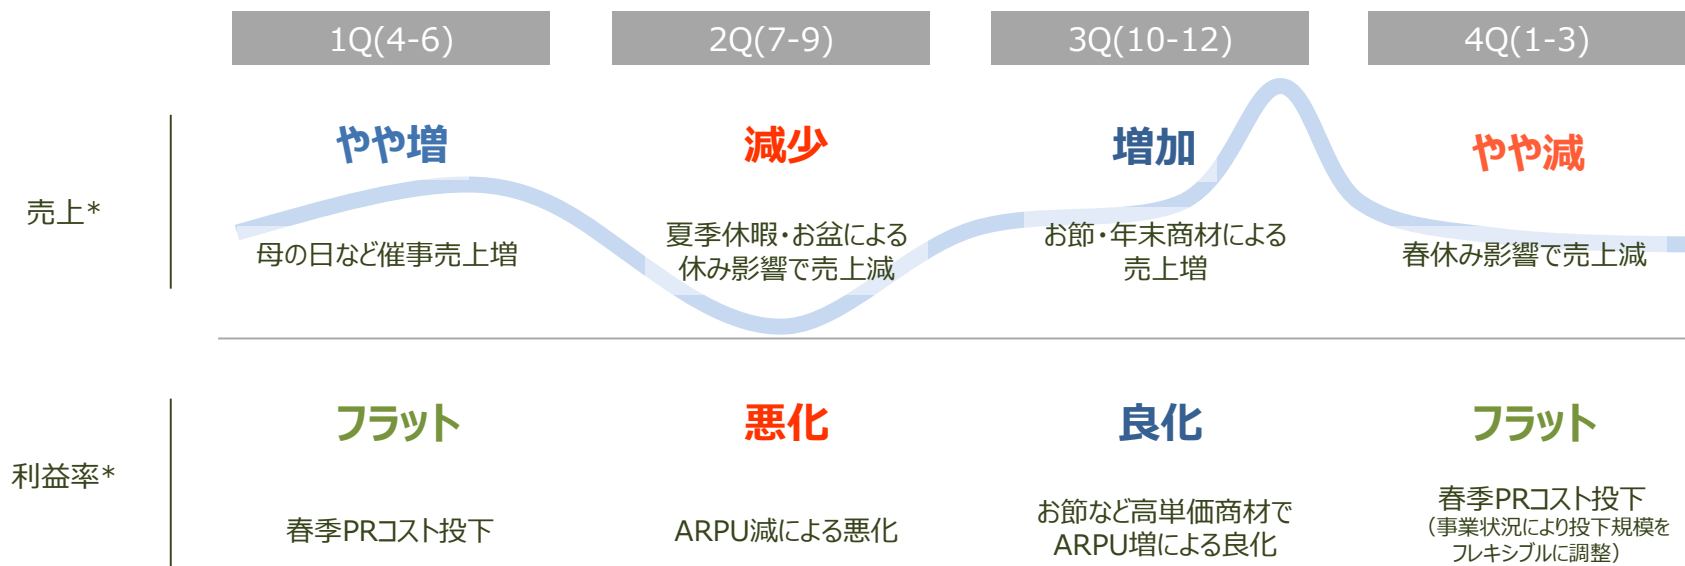 1Q(4-6)
2Q(7-9)
3Q(10-12)
4Q(1-3)
売上*
やや増
減少
増加
やや減
母の日など催事売上増
夏季休暇・お盆による
休み影響で売上減
お節・年末商材による
売上増
春休み影響で売上減
利益率*
フラット
悪化
良化
フラット
春季PRコスト投下
ARPU減による悪化
お節など高単価商材で
ARPU増による良化
春季PRコスト投下
（事業状況により投下規模を
フレキシブルに調整）